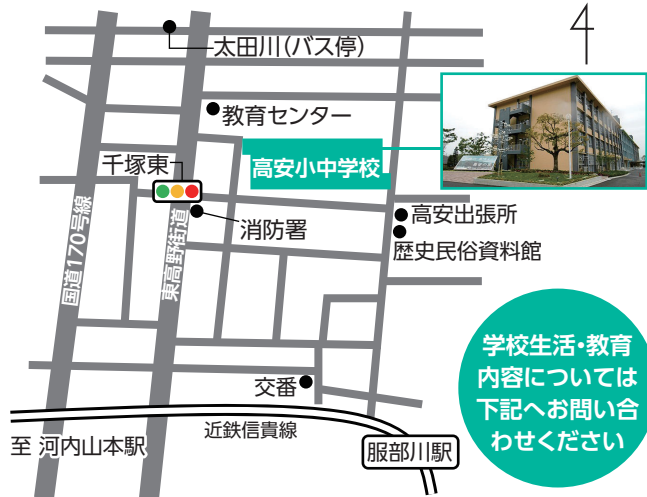 太田川(バス停)
教育センター
千塚東
高安小中学校
消防署
高安出張所
歴史民俗資料館
国道170号線
東高野街道
学校生活・教育
内容については
下記へお問い合
わせください
交番
近鉄信貴線
至 河内山本駅
服部川駅